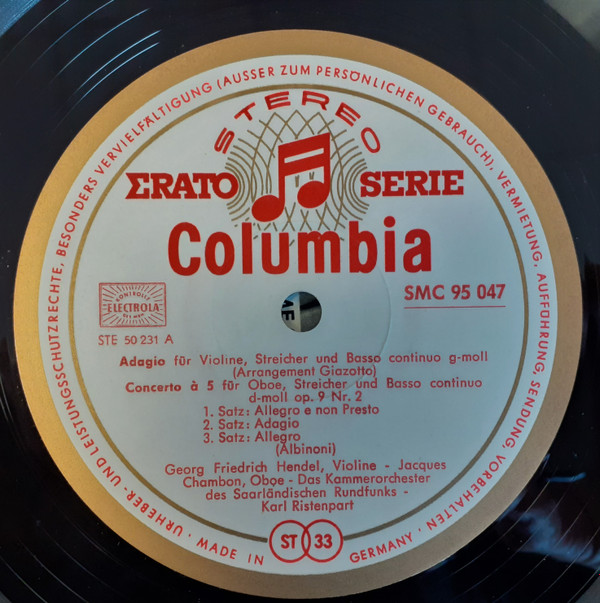 URHEBER- UND LEISTUNGSSCHUTZRECHTE, BESONDERS VERVIELFÄLTIGUNG (AUSSER ZUM PERSÖNLICHEN GEBRAUCH), VERMIETUNG, AUFFÜHRUNG, SENDUNG, VORBEHALTEN · MADE IN GERMANY ·
STEREO
ΣRATO SERIE
Columbia
SMC 95 047
ELECTROLA
STE 50 231 A
Adagio für Violine, Streicher und Basso continuo g-moll
(Arrangement Giazotto)
Concerto à 5 für Oboe, Streicher und Basso continuo
d-moll op. 9 Nr. 2
1. Satz: Allegro e non Presto
2. Satz: Adagio
3. Satz: Allegro
(Albinoni)
Georg Friedrich Hendel, Violine - Jacques
Chambon, Oboe - Das Kammerorchester
des Saarländischen Rundfunks -
Karl Ristenpart
ST 33